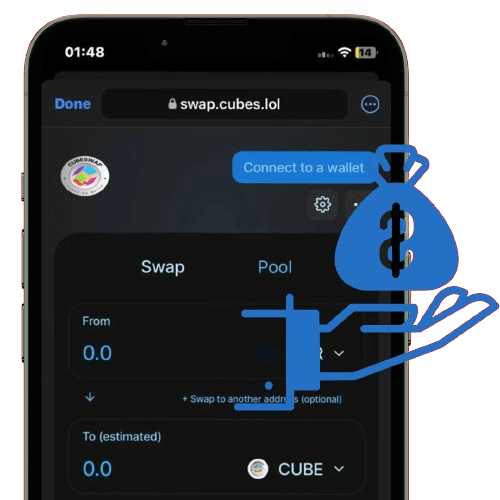 01:48
14
Done
swap.cubes.lol
CUBESWAP
Connect to a wallet
Swap
Pool
From
0.0
R
+ Swap to another address (optional)
To (estimated)
0.0
CUBE